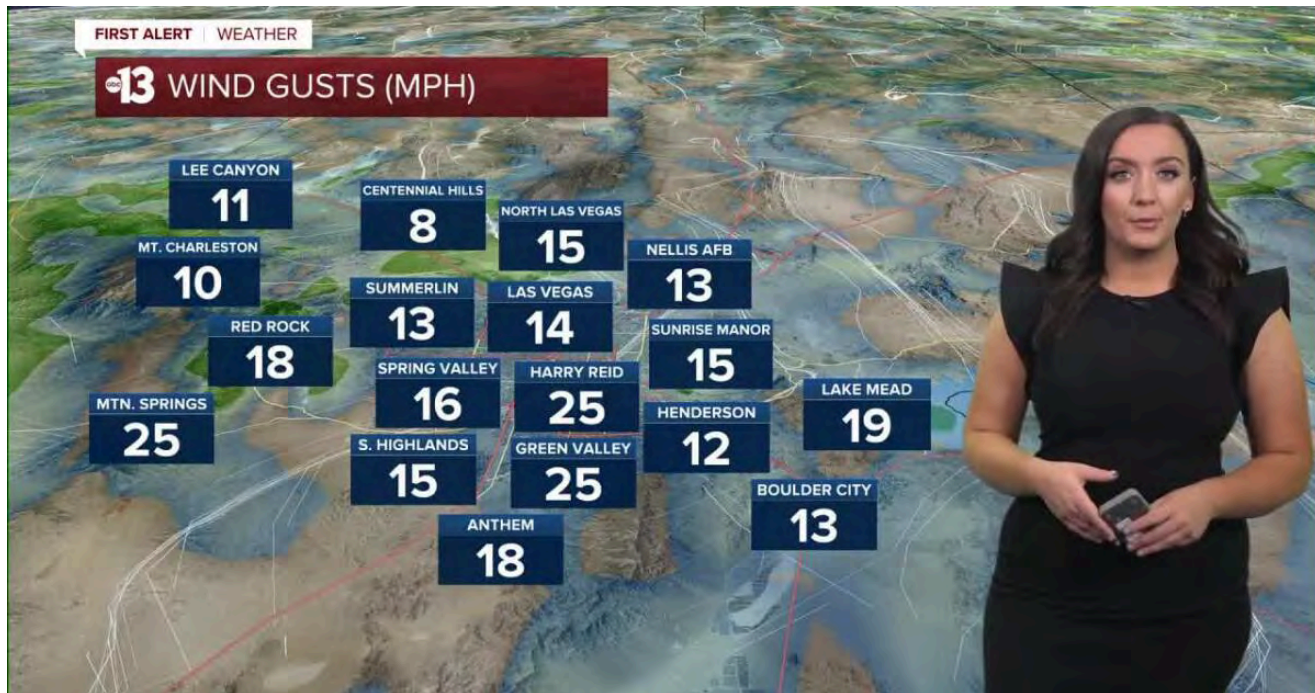 FIRST ALERT WEATHER
abc 13 WIND GUSTS (MPH)
LEE CANYON
11
CENTENNIAL HILLS
8
NORTH LAS VEGAS
15
MT. CHARLESTON
10
NELLIS AFB
13
SUMMERLIN
13
LAS VEGAS
14
RED ROCK
18
SUNRISE MANOR
15
SPRING VALLEY
16
HARRY REID
25
MTN. SPRINGS
25
HENDERSON
12
LAKE MEAD
19
S. HIGHLANDS
15
GREEN VALLEY
25
BOULDER CITY
13
ANTHEM
18